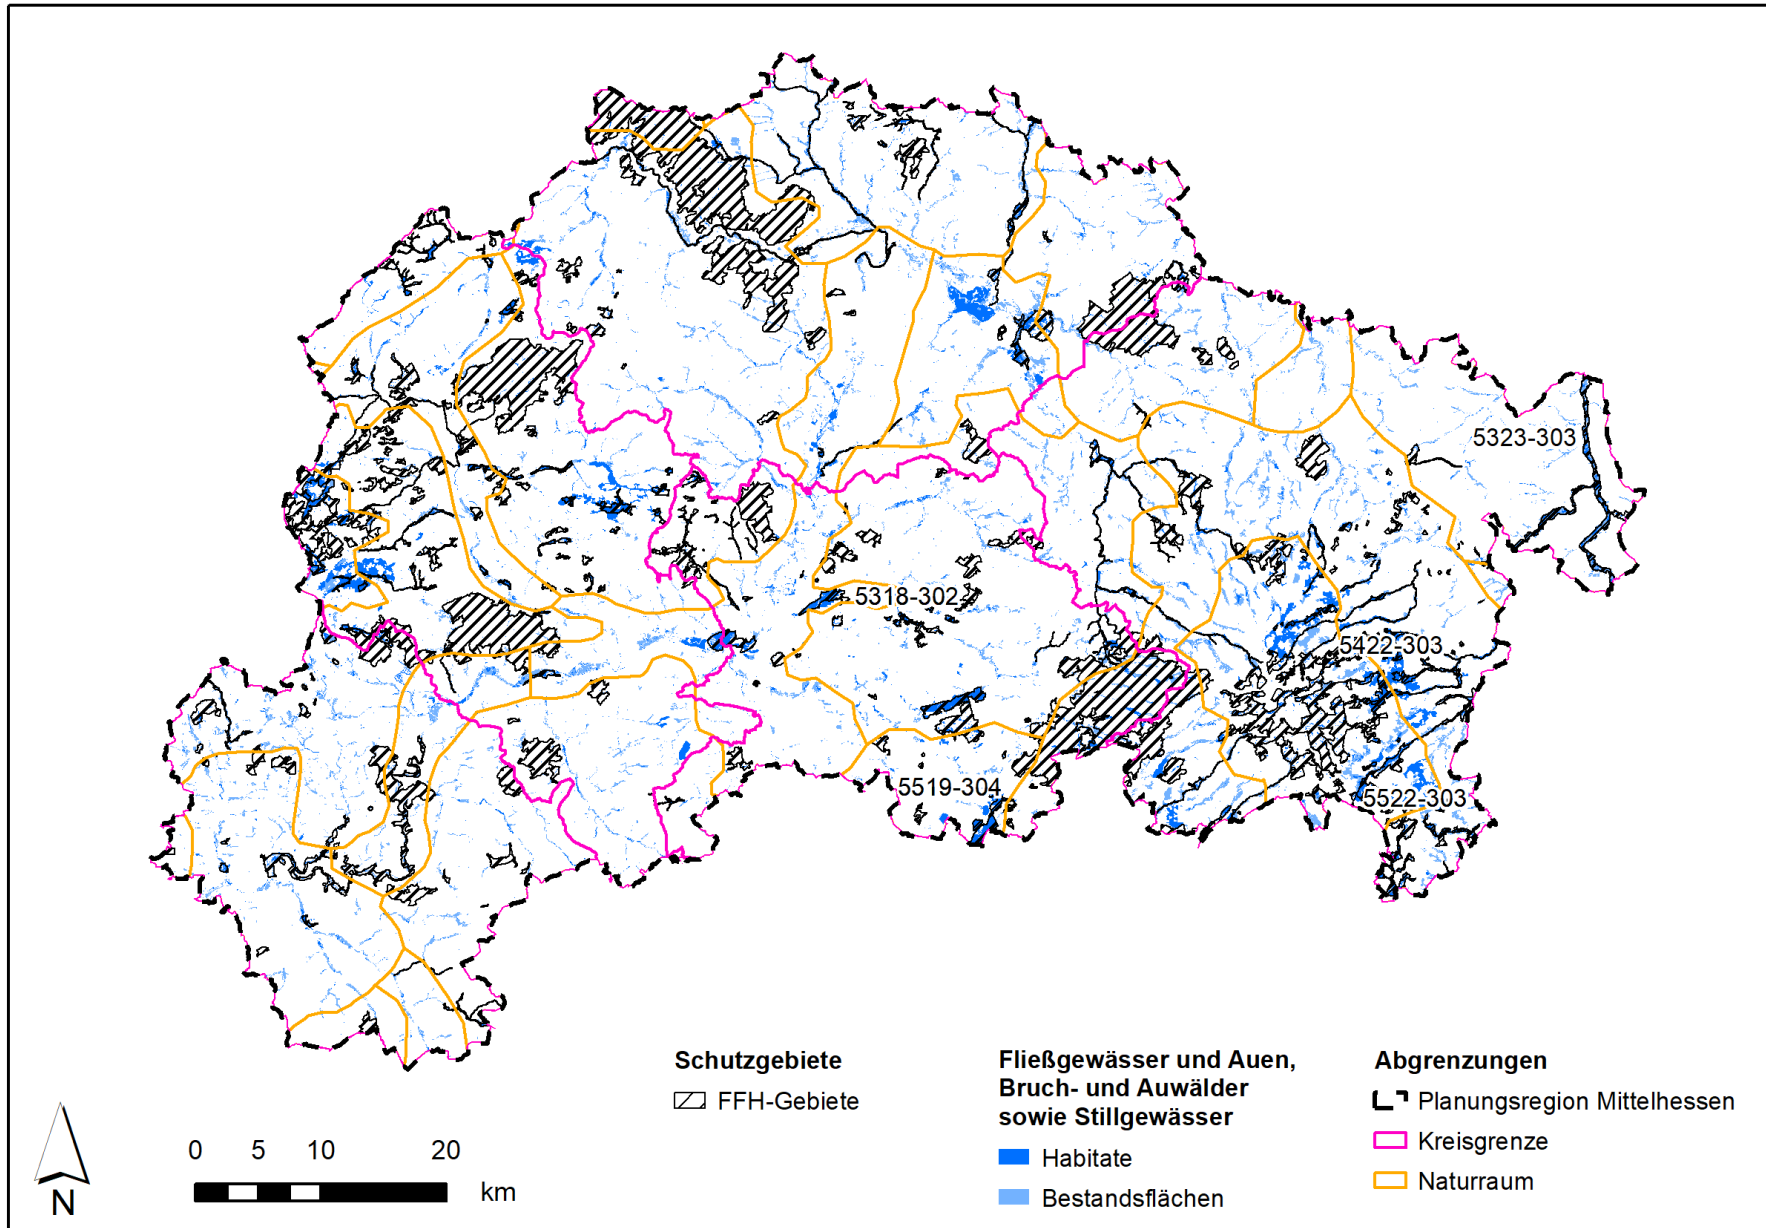 5323-303
5318-302
5422-303
5519-304
5522-303
Schutzgebiete
FFH-Gebiete
Fließgewässer und Auen,
Bruch- und Auwälder
sowie Stillgewässer
Habitate
Bestandsflächen
Abgrenzungen
Planungsregion Mittelhessen
Kreisgrenze
Naturraum
N
0 5 10 20
km